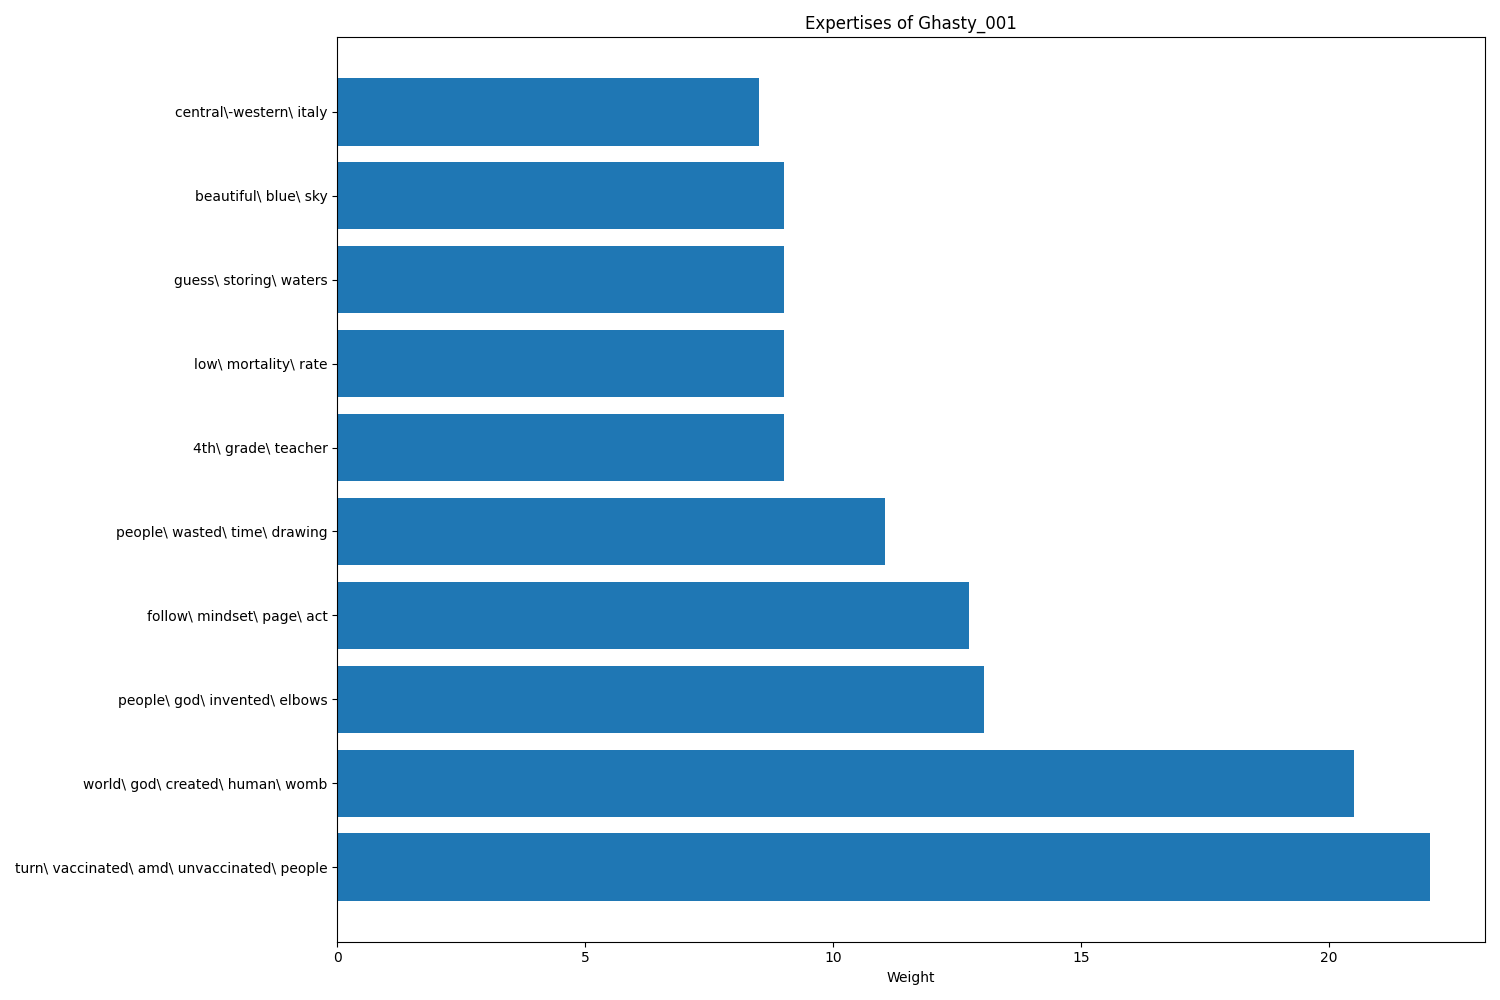 Expertises of Ghasty_001
central\-western\ italy
beautiful\ blue\ sky
guess\ storing\ waters
low\ mortality\ rate
4th\ grade\ teacher
people\ wasted\ time\ drawing
follow\ mindset\ page\ act
people\ god\ invented\ elbows
world\ god\ created\ human\ womb
turn\ vaccinated\ amd\ unvaccinated\ people
0 5 10 15 20
Weight